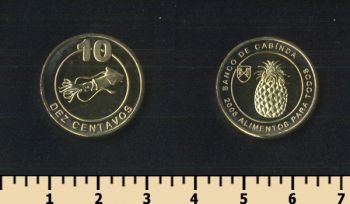 10
DEZ CENTAVOS
BANCO DE CABINDA
2008 ALIMENTOS PARA TODOS
1 2 3 4 5 6 7